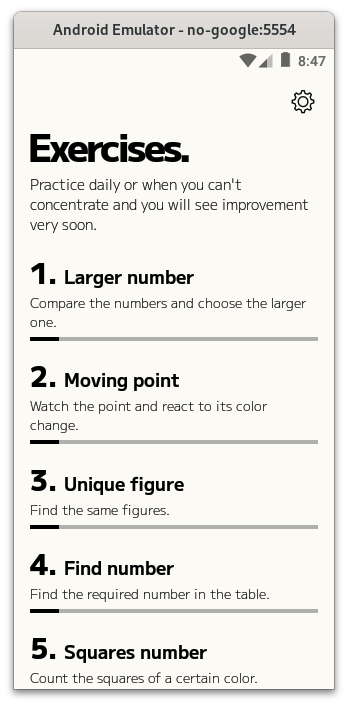 Android Emulator - no-google:5554
8:47
Exercises.
Practice daily or when you can't
concentrate and you will see improvement
very soon.
1. Larger number
Compare the numbers and choose the larger
one.
2. Moving point
Watch the point and react to its color
change.
3. Unique figure
Find the same figures.
4. Find number
Find the required number in the table.
5. Squares number
Count the squares of a certain color.